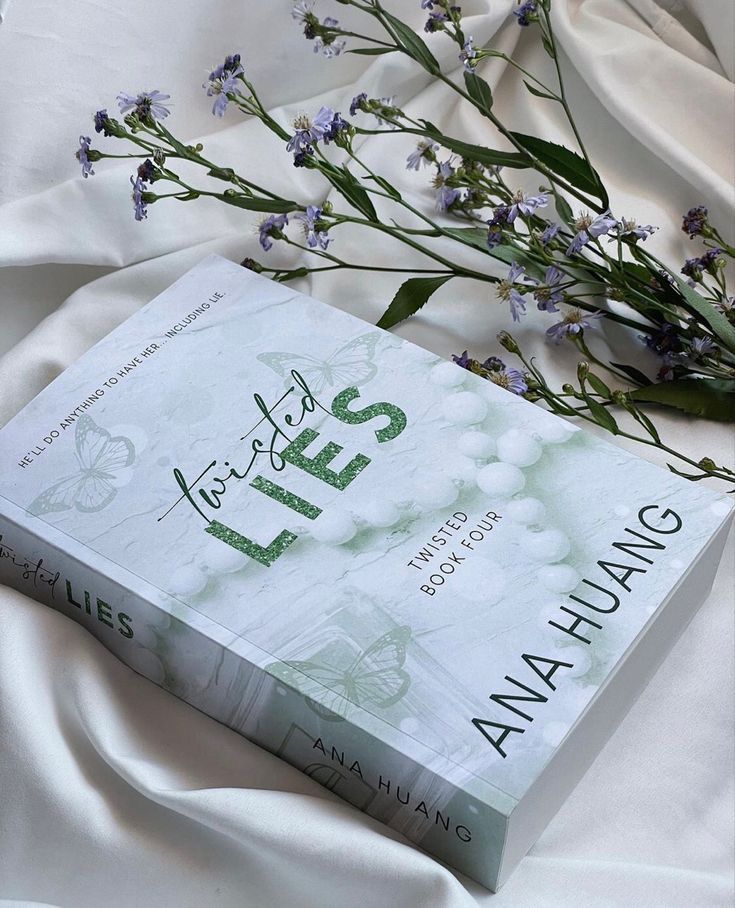 HE'LL DO ANYTHING TO HAVE HER... INCLUDING LIE.
twisted
LIES
TWISTED
BOOK FOUR
ANA HUANG
twisted LIES
ANA HUANG